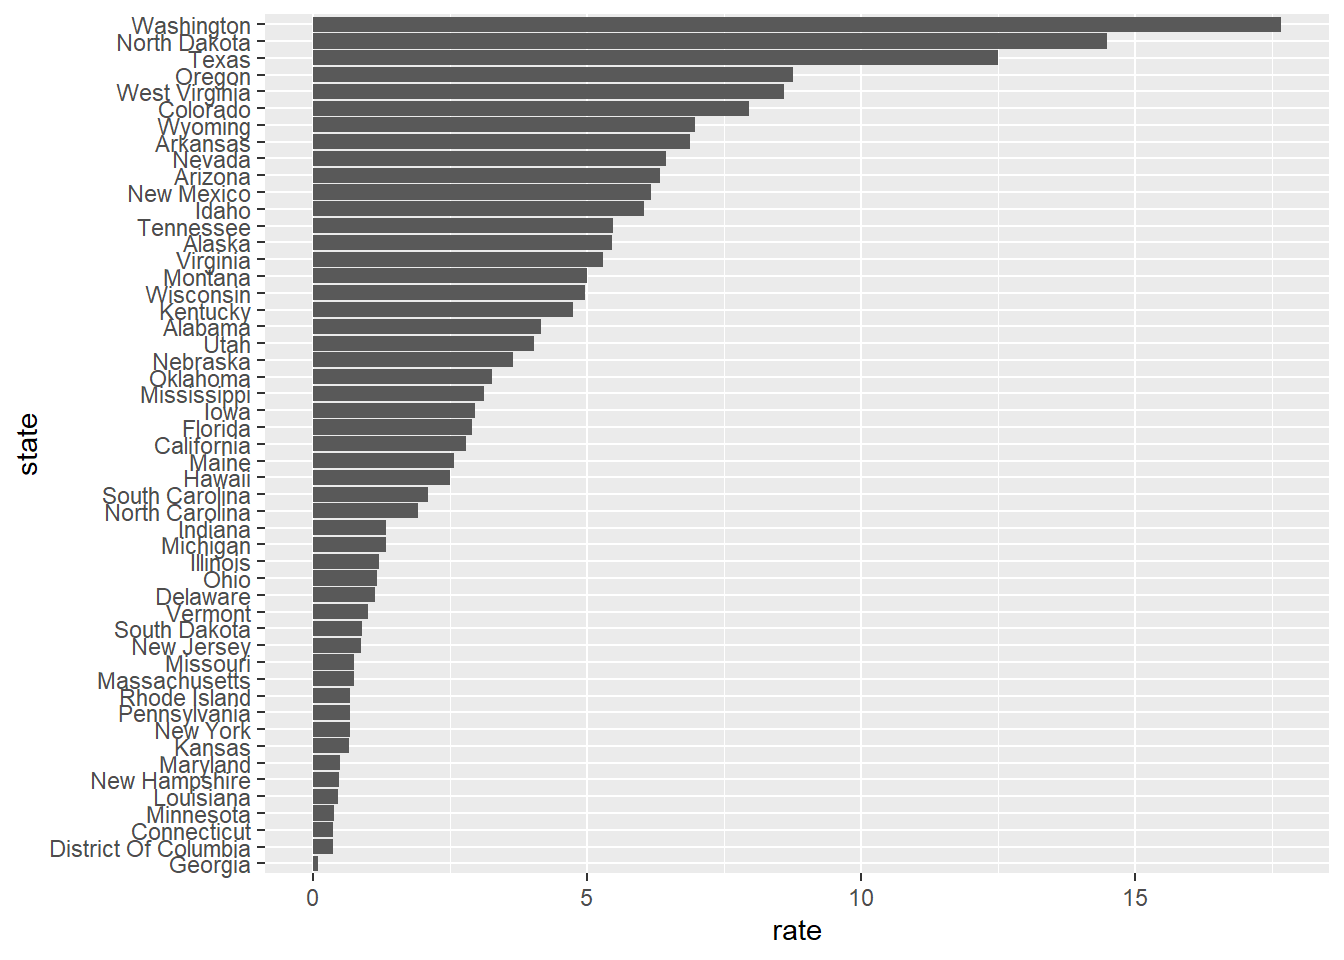 Washington
North Dakota
Texas
Oregon
West Virginia
Colorado
Wyoming
Arkansas
Nevada
Arizona
New Mexico
Idaho
Tennessee
Alaska
Virginia
Montana
Wisconsin
Kentucky
Alabama
Utah
Nebraska
Oklahoma
Mississippi
Iowa
Florida
California
Maine
Hawaii
South Carolina
North Carolina
Indiana
Michigan
Illinois
Ohio
Delaware
Vermont
South Dakota
New Jersey
Missouri
Massachusetts
Rhode Island
Pennsylvania
New York
Kansas
Maryland
New Hampshire
Louisiana
Minnesota
Connecticut
District Of Columbia
Georgia
state
0 5 10 15
rate